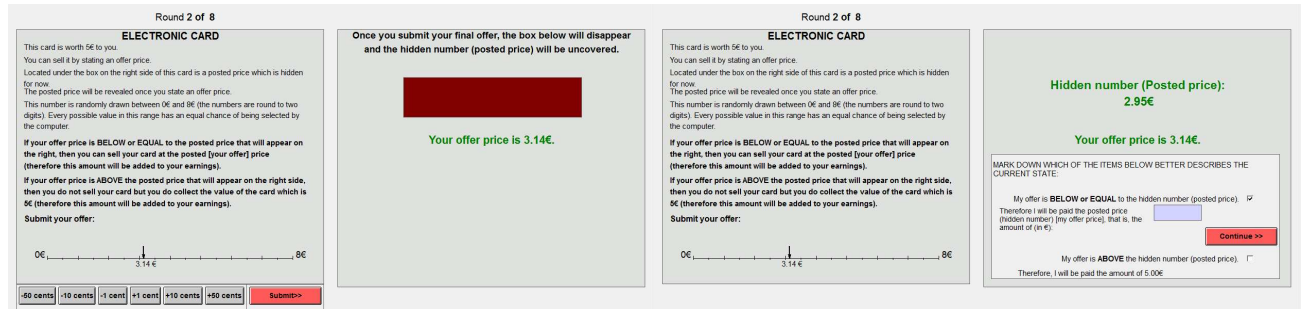 Round 2 of 8
ELECTRONIC CARD
This card is worth 5€ to you.
You can sell it by stating an offer price.
Located under the box on the right side of this card is a posted price which is hidden
for now.
The posted price will be revealed once you state an offer price.
This number is randomly drawn between 0€ and 8€ (the numbers are round to two
digits). Every possible value in this range has an equal chance of being selected by
the computer.
If your offer price is BELOW or EQUAL to the posted price that will appear on
the right, then you can sell your card at the posted [your offer] price
(therefore this amount will be added to your earnings).
If your offer price is ABOVE the posted price that will appear on the right side,
then you do not sell your card but you do collect the value of the card which is
5€ (therefore this amount will be added to your earnings).
Submit your offer:
0€
8€
3.14 €
-50 cents
-10 cents
-1 cent
+1 cent
+10 cents
+50 cents
Submit>>
Once you submit your final offer, the box below will disappear
and the hidden number (posted price) will be uncovered.
Your offer price is 3.14€.
Round 2 of 8
ELECTRONIC CARD
This card is worth 5€ to you.
You can sell it by stating an offer price.
Located under the box on the right side of this card is a posted price which is hidden
for now.
The posted price will be revealed once you state an offer price.
This number is randomly drawn between 0€ and 8€ (the numbers are round to two
digits). Every possible value in this range has an equal chance of being selected by
the computer.
If your offer price is BELOW or EQUAL to the posted price that will appear on
the right, then you can sell your card at the posted [your offer] price
(therefore this amount will be added to your earnings).
If your offer price is ABOVE the posted price that will appear on the right side,
then you do not sell your card but you do collect the value of the card which is
5€ (therefore this amount will be added to your earnings).
Submit your offer:
0€
8€
3.14 €
Hidden number (Posted price):
2.95€
Your offer price is 3.14€.
MARK DOWN WHICH OF THE ITEMS BELOW BETTER DESCRIBES THE
CURRENT STATE:
My offer is BELOW or EQUAL to the hidden number (posted price).
Therefore I will be paid the posted price
(hidden number) [my offer price], that is, the
amount of (in €):
Continue >>
My offer is ABOVE the hidden number (posted price).
Therefore, I will be paid the amount of 5.00€